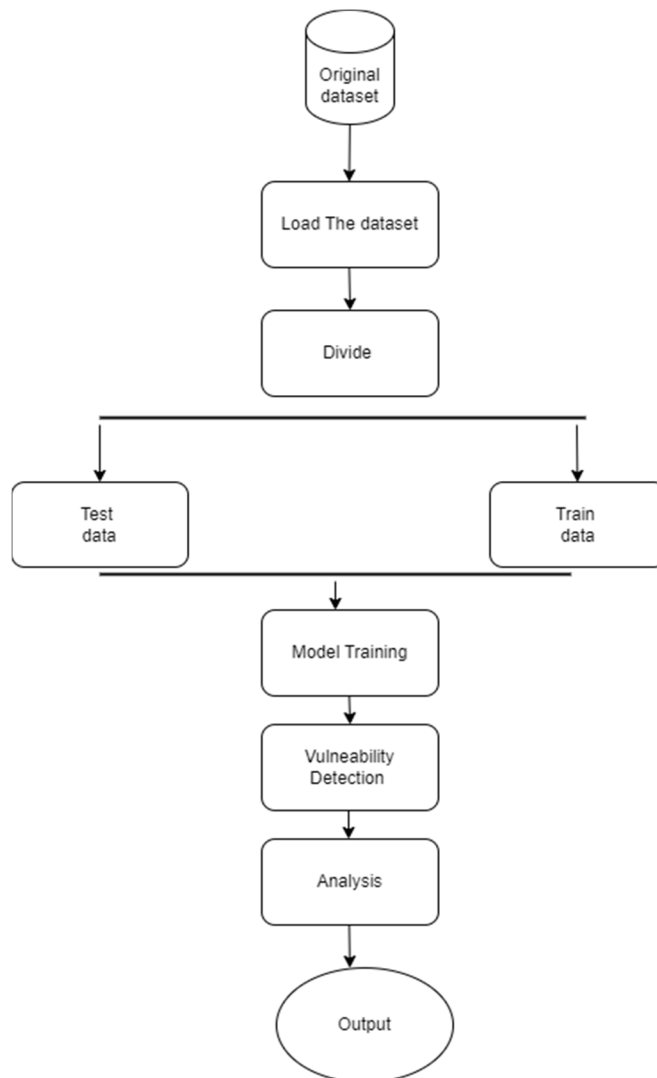 Original
dataset
Load The dataset
Divide
Test
data
Train
data
Model Training
Vulneability
Detection
Analysis
Output